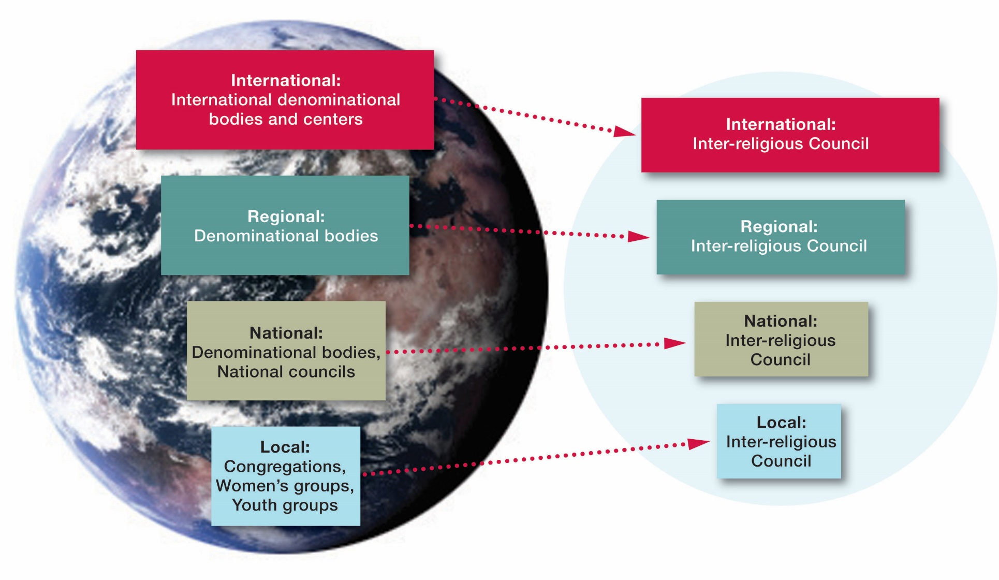 International:
International denominational
bodies and centers
Regional:
Denominational bodies
National:
Denominational bodies,
National councils
Local:
Congregations,
Women’s groups,
Youth groups
International:
Inter-religious Council
Regional:
Inter-religious Council
National:
Inter-religious
Council
Local:
Inter-religious
Council